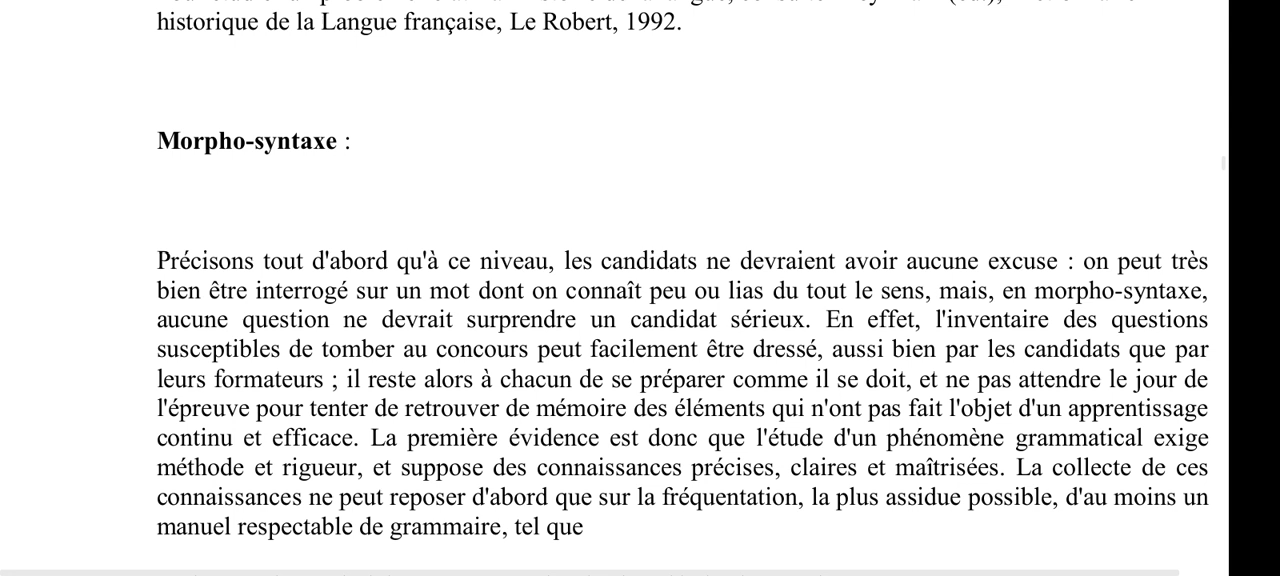 historique de la Langue française, Le Robert, 1992.
Morpho-syntaxe :
Précisons tout d'abord qu'à ce niveau, les candidats ne devraient avoir aucune excuse : on peut très
bien être interrogé sur un mot dont on connaît peu ou lias du tout le sens, mais, en morpho-syntaxe,
aucune question ne devrait surprendre un candidat sérieux. En effet, l'inventaire des questions
susceptibles de tomber au concours peut facilement être dressé, aussi bien par les candidats que par
leurs formateurs ; il reste alors à chacun de se préparer comme il se doit, et ne pas attendre le jour de
l'épreuve pour tenter de retrouver de mémoire des éléments qui n'ont pas fait l'objet d'un apprentissage
continu et efficace. La première évidence est donc que l'étude d'un phénomène grammatical exige
méthode et rigueur, et suppose des connaissances précises, claires et maîtrisées. La collecte de ces
connaissances ne peut reposer d'abord que sur la fréquentation, la plus assidue possible, d'au moins un
manuel respectable de grammaire, tel que